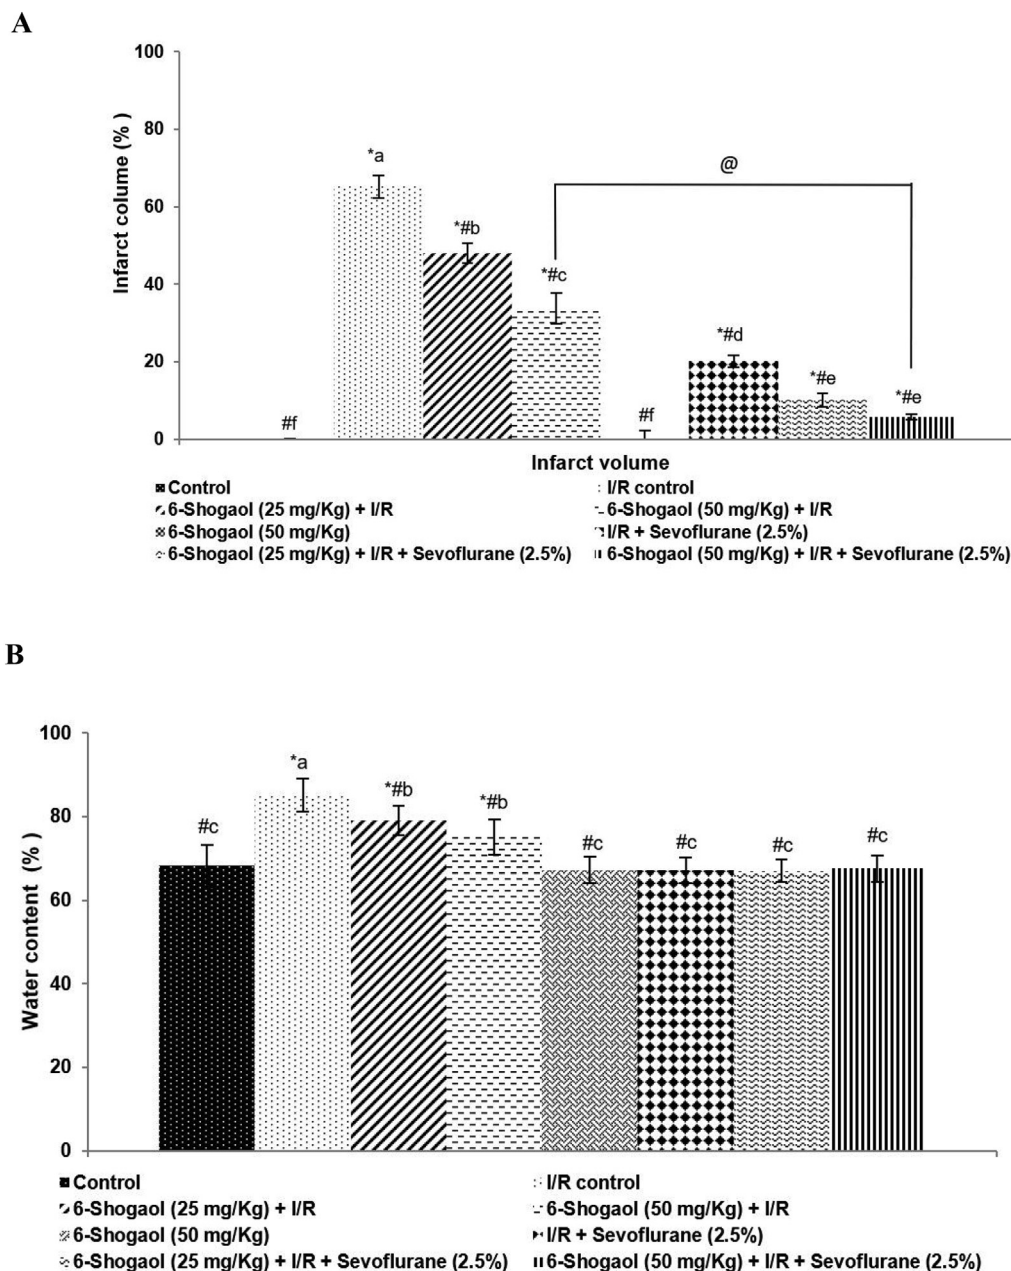 A
100
80
60
40
20
0
Infarct colume (% )
#f
*a
*#b
*#c
#f
*#d
*#e
*#e
@
Infarct volume
Control
I/R control
6-Shogaol (25 mg/Kg) + I/R
6-Shogaol (50 mg/Kg) + I/R
6-Shogaol (50 mg/Kg)
I/R + Sevoflurane (2.5%)
6-Shogaol (25 mg/Kg) + I/R + Sevoflurane (2.5%)
6-Shogaol (50 mg/Kg) + I/R + Sevoflurane (2.5%)
B
100
80
60
40
20
0
Water content (% )
#c
*a
*#b
*#b
#c
#c
#c
#c
Control
I/R control
6-Shogaol (25 mg/Kg) + I/R
6-Shogaol (50 mg/Kg) + I/R
6-Shogaol (50 mg/Kg)
I/R + Sevoflurane (2.5%)
6-Shogaol (25 mg/Kg) + I/R + Sevoflurane (2.5%)
6-Shogaol (50 mg/Kg) + I/R + Sevoflurane (2.5%)